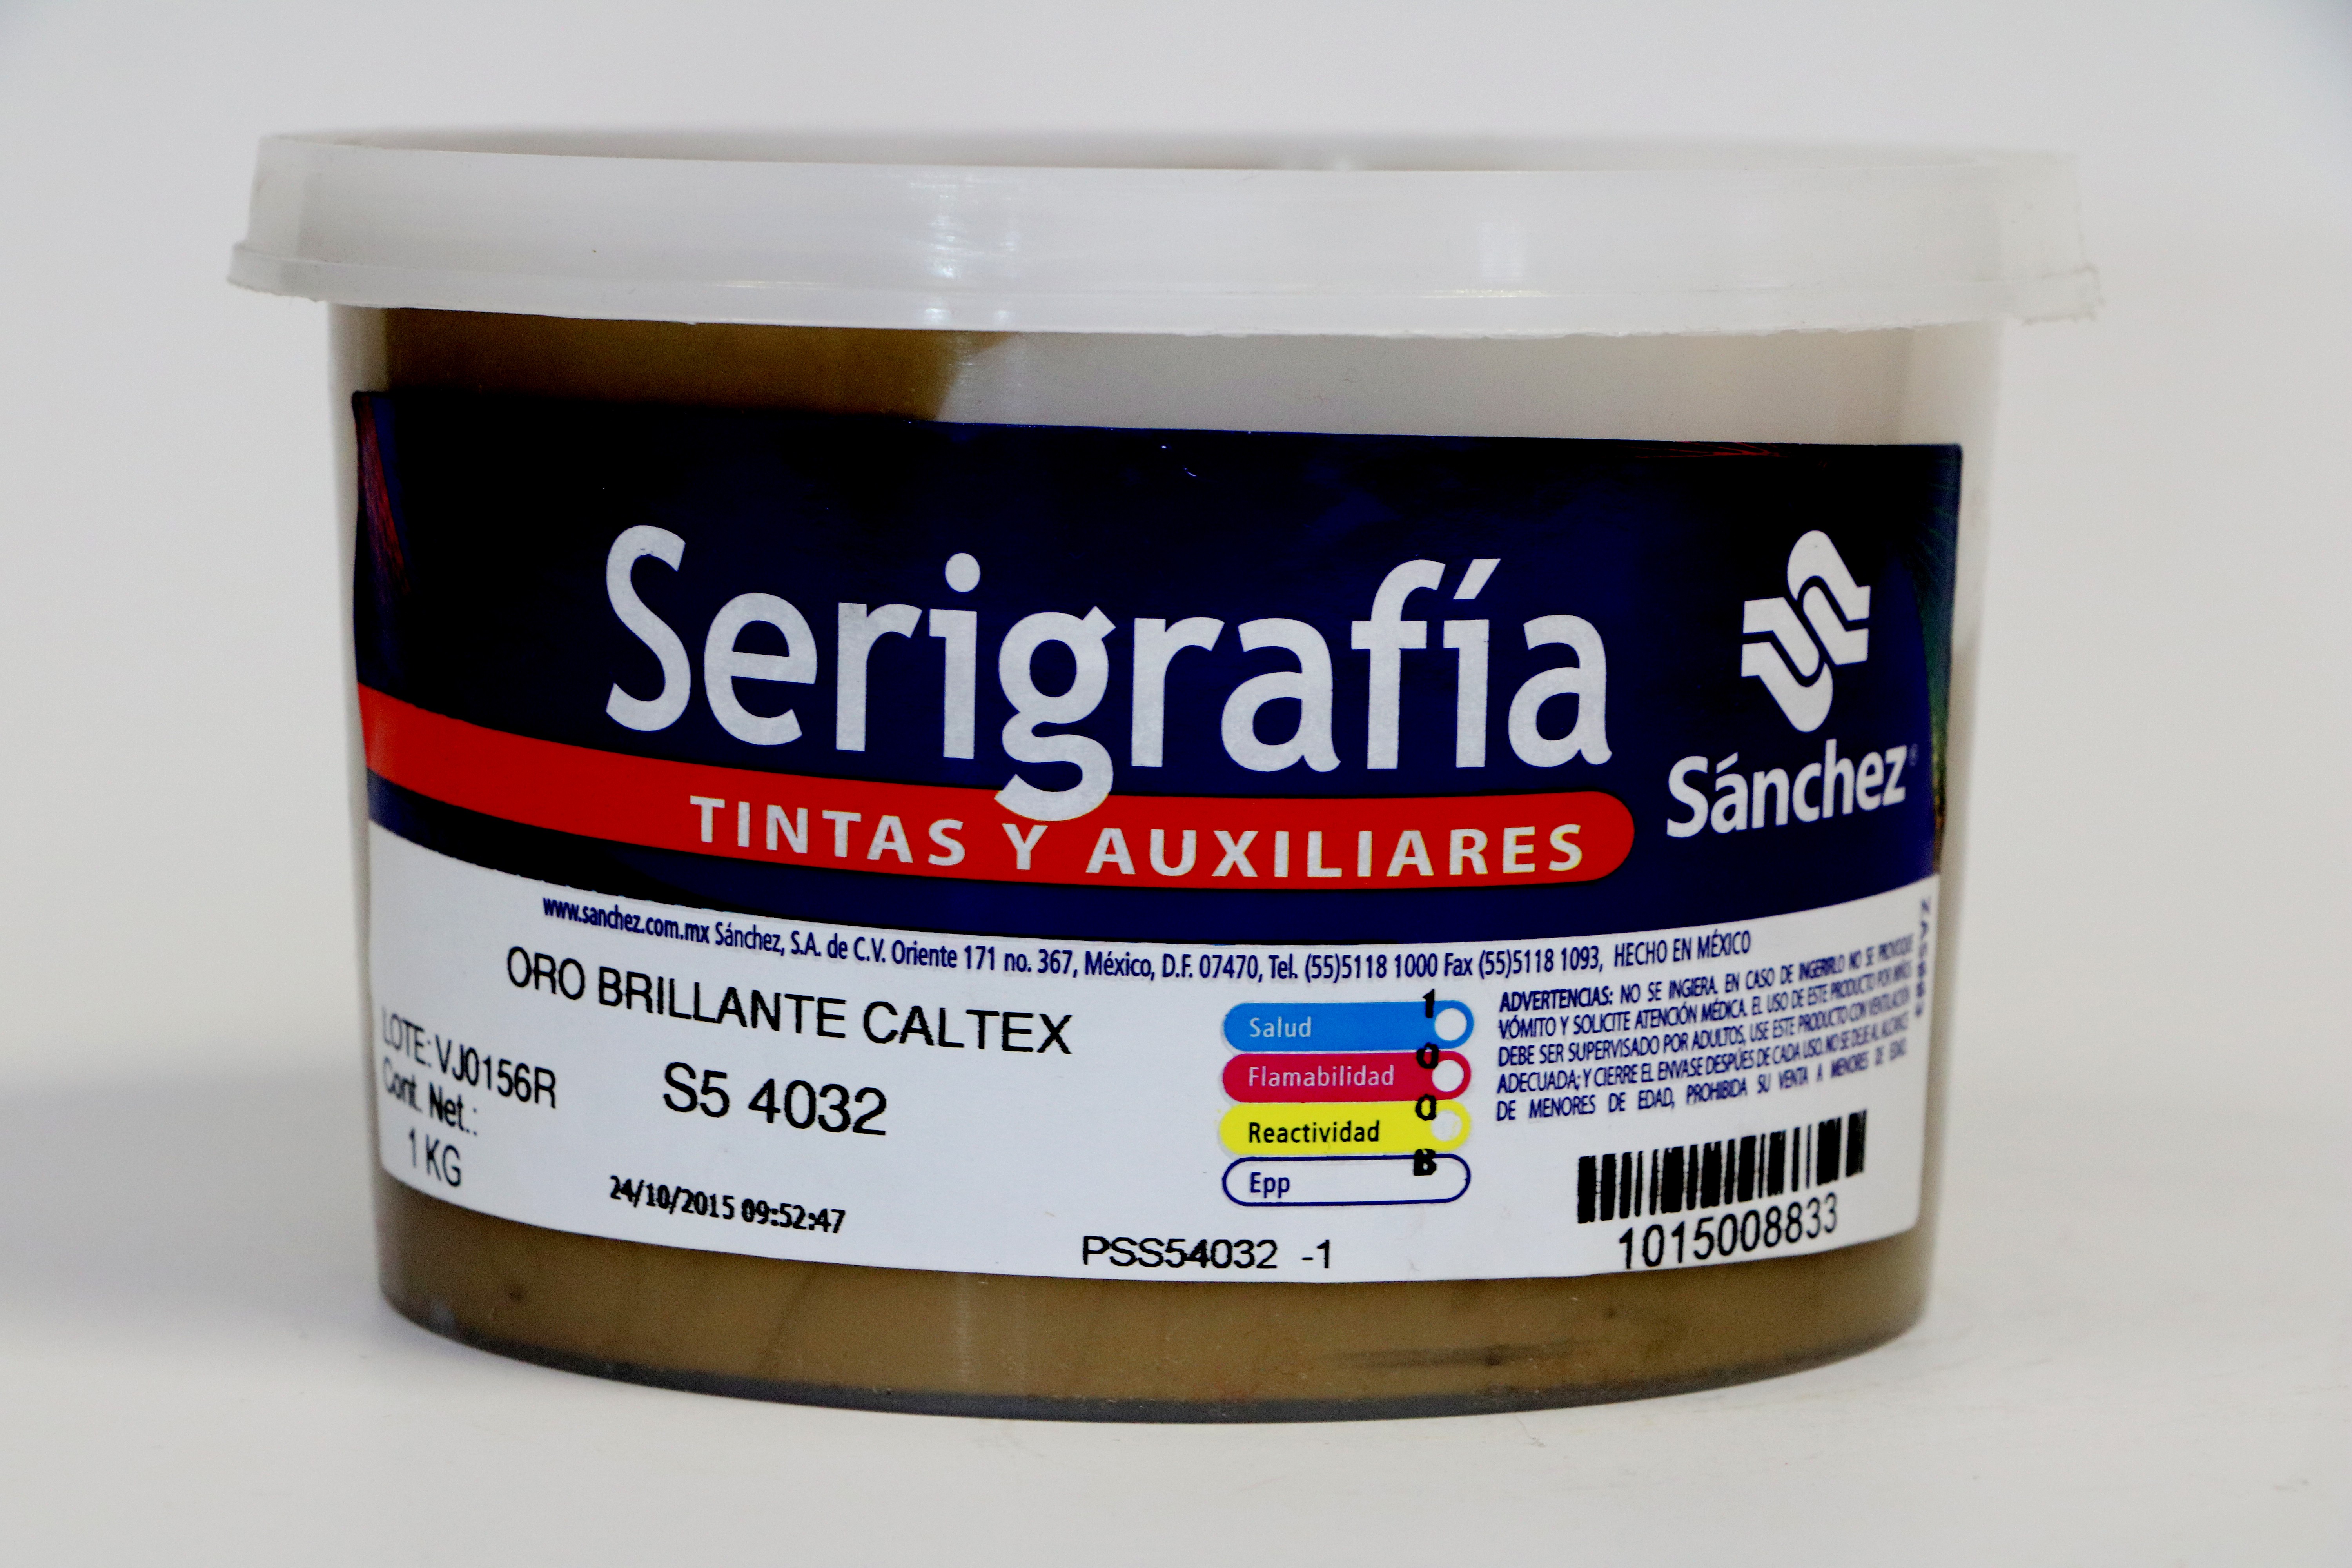 Serigrafía
Sánchez®
TINTAS Y AUXILIARES
www.sanchez.com.mx Sánchez, S.A. de C.V. Oriente 171 no. 367, México, D.F. 07470, Tel. (55)5118 1000 Fax (55)5118 1093, HECHO EN MÉXICO
ORO BRILLANTE CALTEX
LOTE: VJ0156R
S5 4032
Cont. Net.:
1 KG
24/10/2015 09:52:47
Salud 1
Flamabilidad 0
Reactividad 0
Epp B
PSS54032 -1
ADVERTENCIAS: NO SE INGIERA. EN CASO DE INGERIRLO NO SE PROVOQUE
VÓMITO Y SOLICITE ATENCIÓN MÉDICA. EL USO DE ESTE PRODUCTO POR NIÑOS
DEBE SER SUPERVISADO POR ADULTOS, USE ESTE PRODUCTO CON VENTILACIÓN
ADECUADA; Y CIERRE EL ENVASE DESPÚES DE CADA USO. NO SE DEJE AL ALCANCE
DE MENORES DE EDAD, PROHIBIDA SU VENTA A MENORES DE EDAD.
1015008833